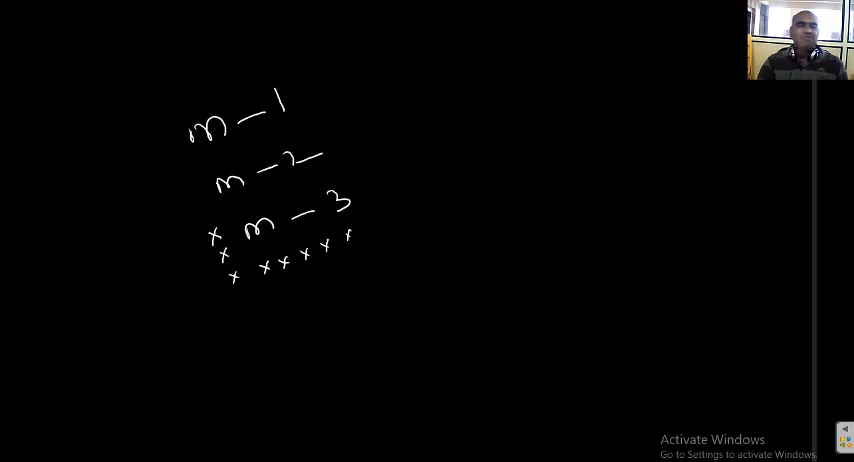 m - 1
m - 2
x m - 3
x
x x x x x x
Activate Windows
Go to Settings to activate Windows.